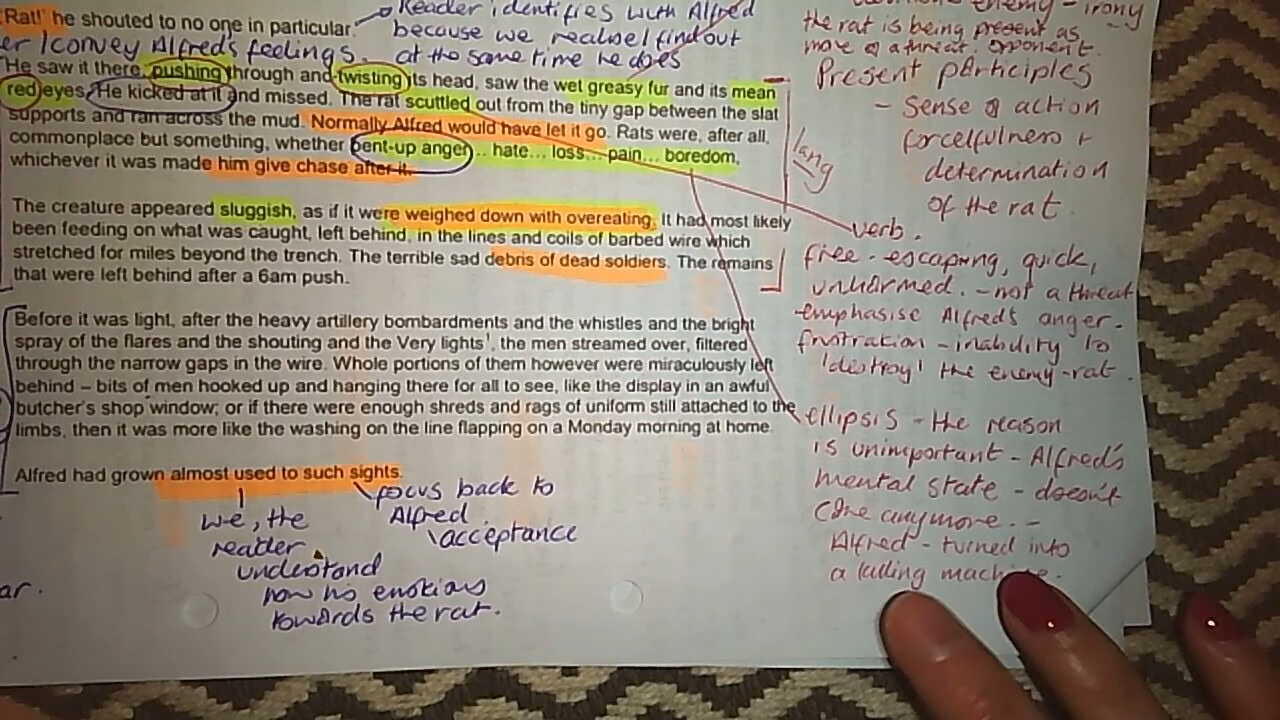 'Rat!' he shouted to no one in particular.
Reader identifies with Alfred
because we realise/find out
at the same time he does
er /convey Alfred's feelings.
He saw it there, pushing through and twisting its head, saw the wet greasy fur and its mean
red eyes. He kicked at it and missed. The rat scuttled out from the tiny gap between the slat
supports and ran across the mud. Normally Alfred would have let it go. Rats were, after all,
commonplace but something, whether pent-up anger... hate... loss... pain... boredom,
whichever it was made him give chase after it.
The creature appeared sluggish, as if it were weighed down with overeating. It had most likely
been feeding on what was caught, left behind, in the lines and coils of barbed wire which
stretched for miles beyond the trench. The terrible sad debris of dead soldiers. The remains
that were left behind after a 6am push.
Before it was light, after the heavy artillery bombardments and the whistles and the bright
spray of the flares and the shouting and the Very lights¹, the men streamed over, filtered
through the narrow gaps in the wire. Whole portions of them however were miraculously left
behind – bits of men hooked up and hanging there for all to see, like the display in an awful
butcher's shop window; or if there were enough shreds and rags of uniform still attached to the
limbs, then it was more like the washing on the line flapping on a Monday morning at home.
Alfred had grown almost used to such sights.
we, the
reader
understand
now his emotions
towards the rat.
focus back to
Alfred
acceptance
ar.
lang
enemy - irony
the rat is being present as
more of a threat. opponent.
Present participles
- Sense of action
forcefulness +
determination
of the rat.
verb.
free - escaping, quick,
unharmed. - not a threat
emphasise Alfred's anger.
frustration - inability to
'destroy' the enemy - rat.
ellipsis - the reason
is unimportant - Alfred's
mental state - doesn't
care anymore. -
Alfred - turned into
a killing machine.